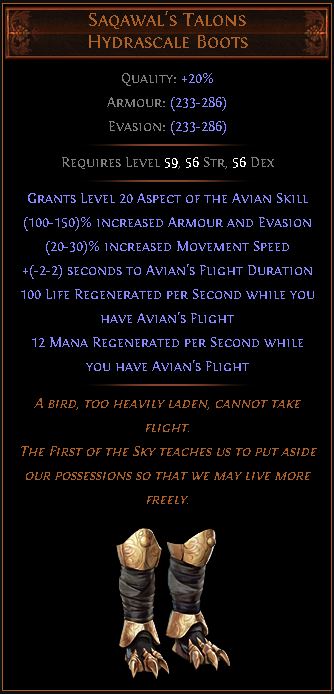 Saqawal's Talons
Hydrascale Boots
Quality: +20%
Armour: (233-286)
Evasion: (233-286)
Requires Level 59, 56 Str, 56 Dex
Grants Level 20 Aspect of the Avian Skill
(100-150)% increased Armour and Evasion
(20-30)% increased Movement Speed
+(-2-2) seconds to Avian's Flight Duration
100 Life Regenerated per Second while you
have Avian's Flight
12 Mana Regenerated per Second while
you have Avian's Flight
A bird, too heavily laden, cannot take
flight.
The First of the Sky teaches us to put aside
our possessions so that we may live more
freely.